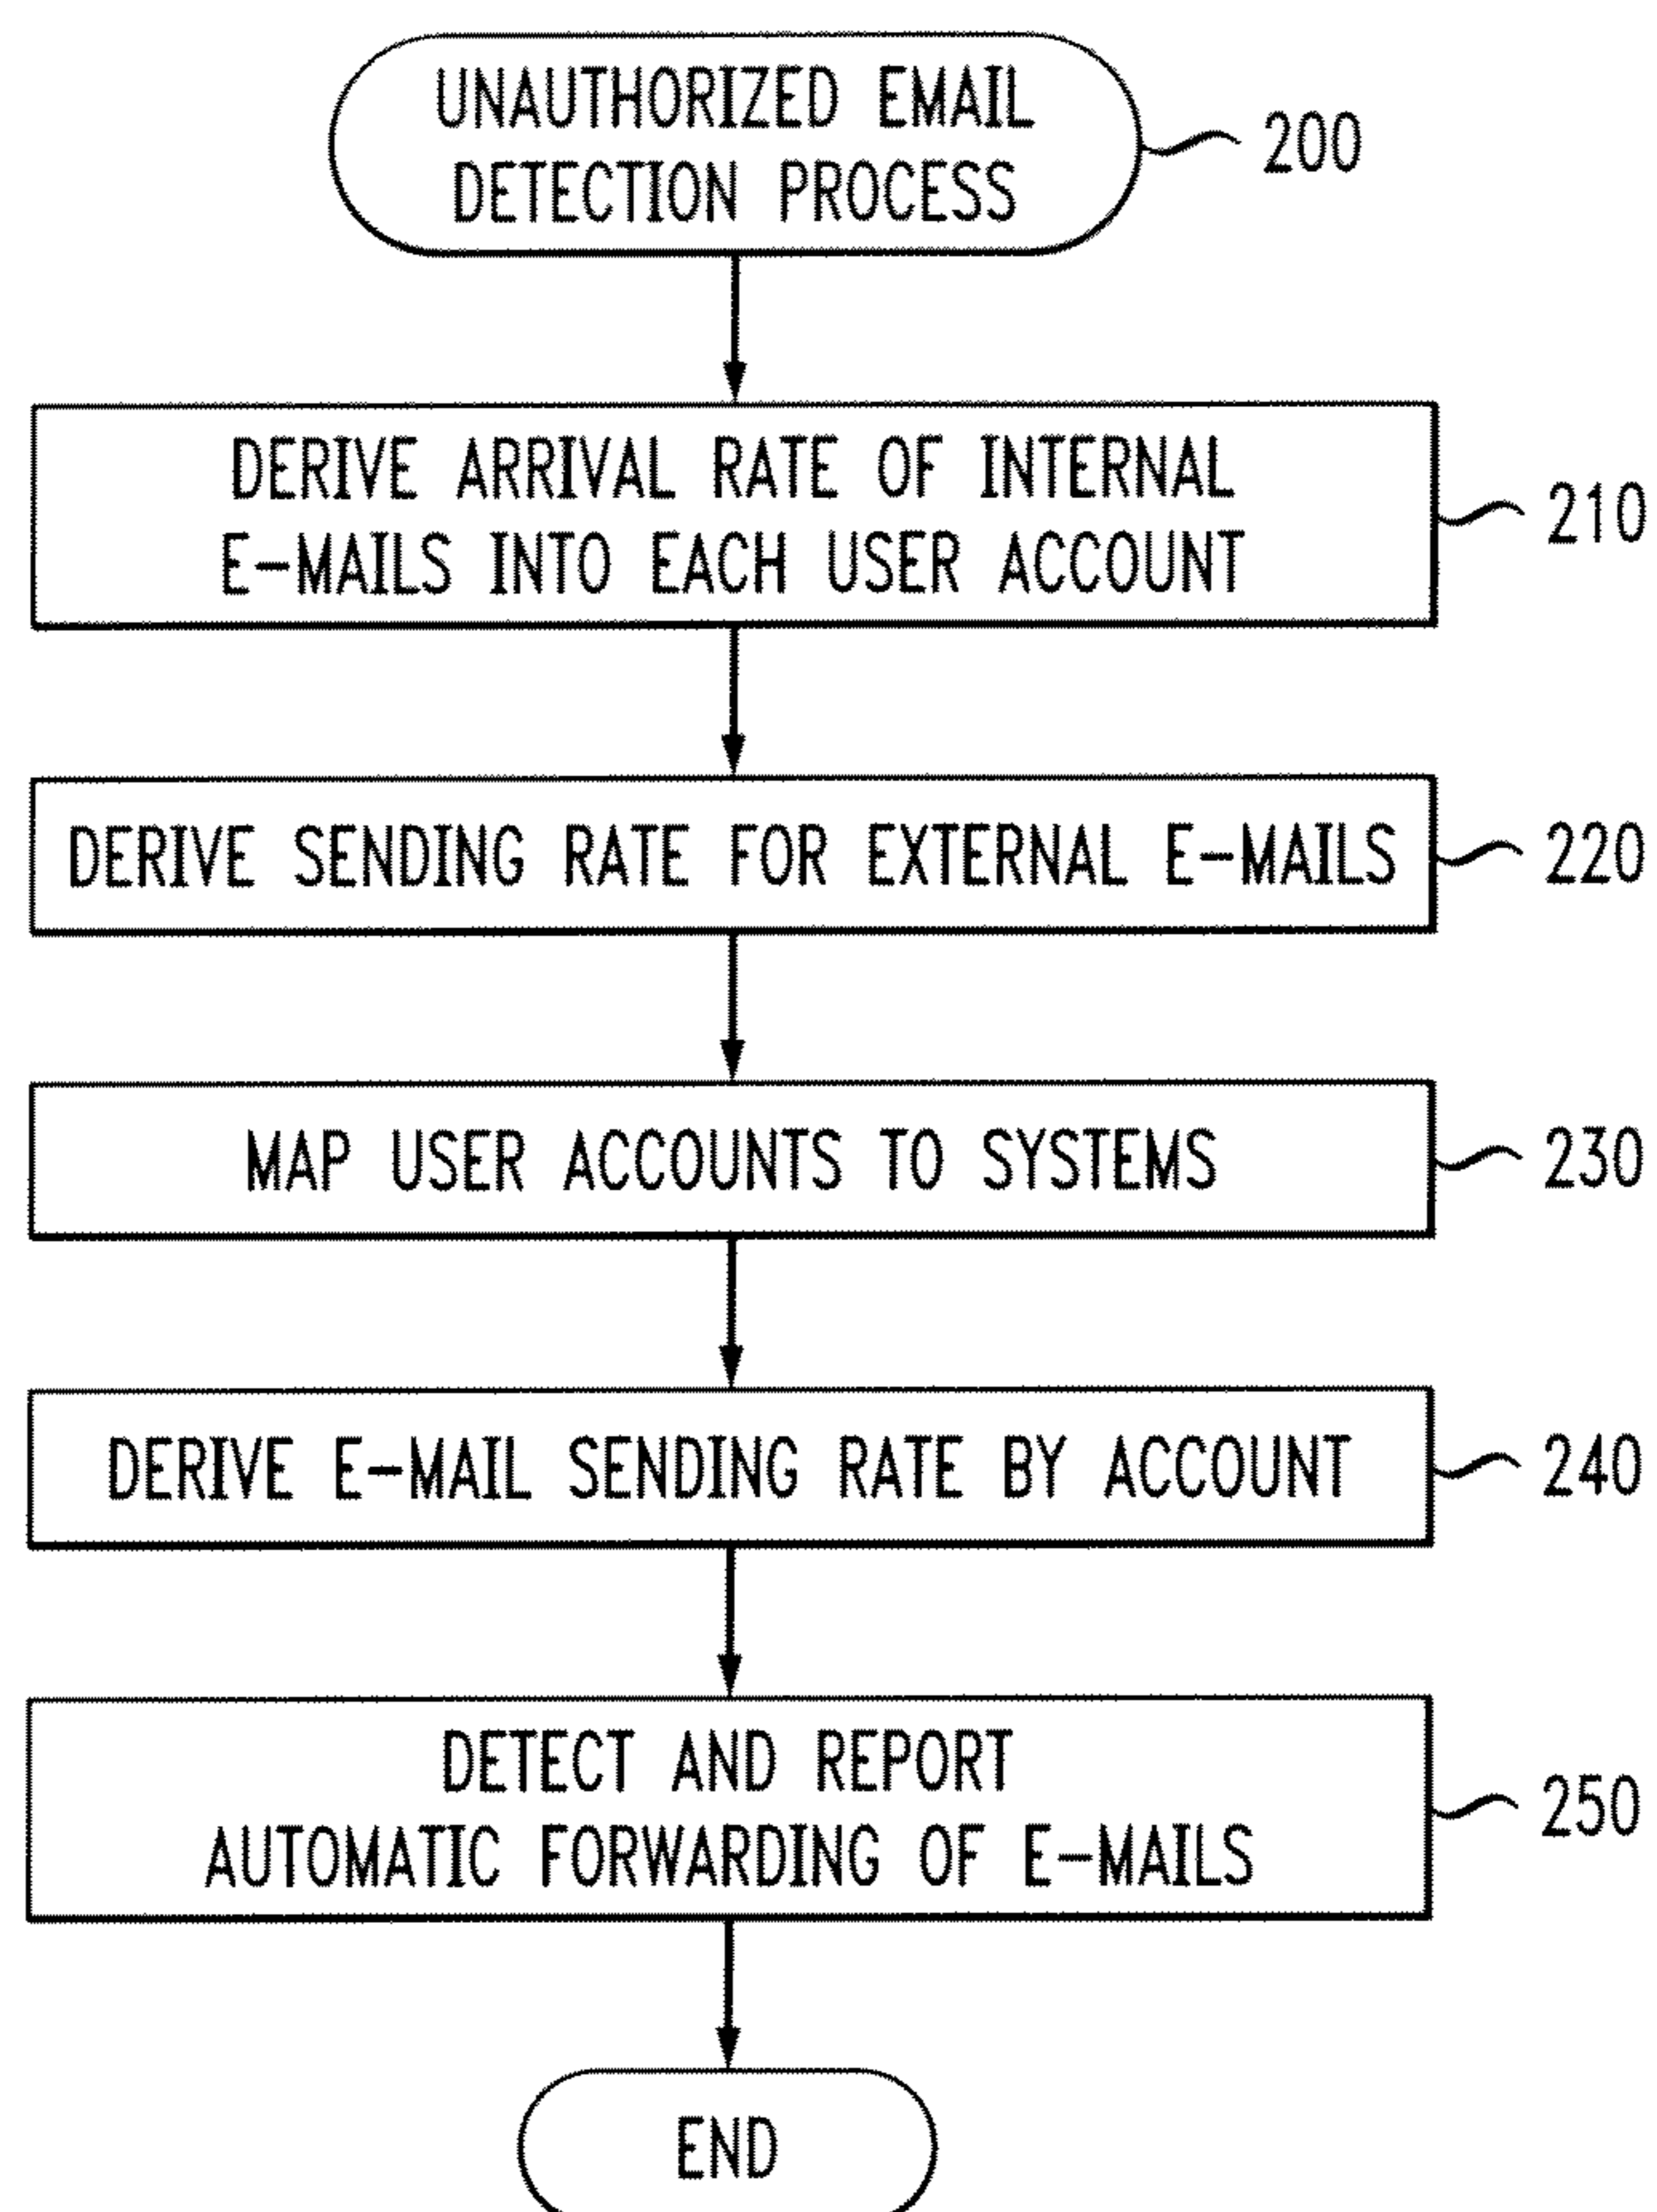 UNAUTHORIZED EMAIL
DETECTION PROCESS
200
DERIVE ARRIVAL RATE OF INTERNAL
E-MAILS INTO EACH USER ACCOUNT
210
DERIVE SENDING RATE FOR EXTERNAL E-MAILS
220
MAP USER ACCOUNTS TO SYSTEMS
230
DERIVE E-MAIL SENDING RATE BY ACCOUNT
240
DETECT AND REPORT
AUTOMATIC FORWARDING OF E-MAILS
250
END